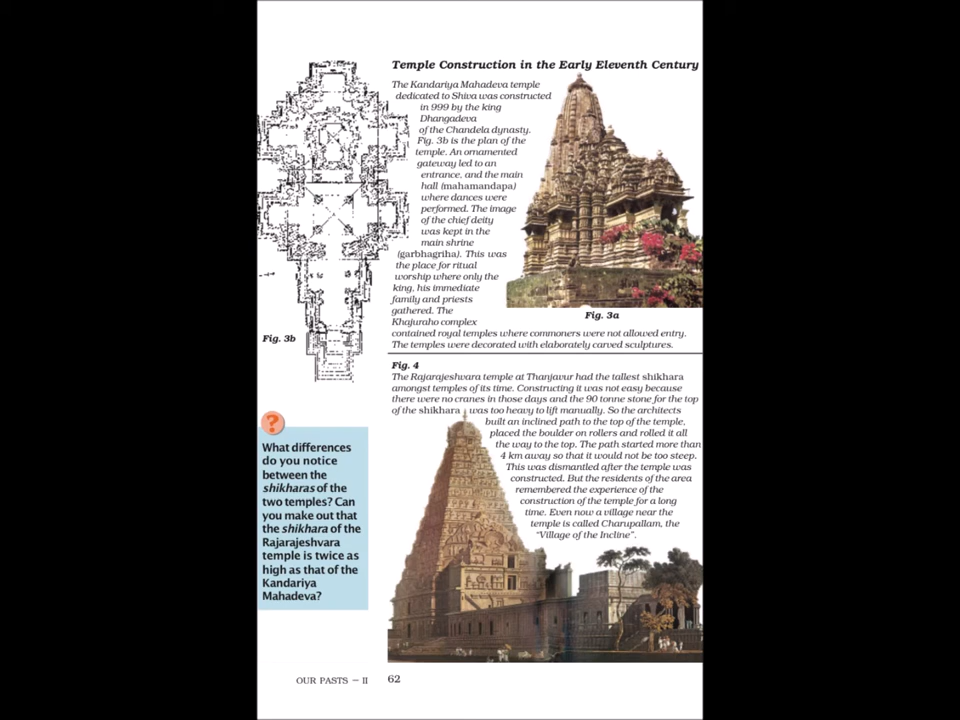 Temple Construction in the Early Eleventh Century
The Kandariya Mahadeva temple
dedicated to Shiva was constructed
in 999 by the king
Dhangadeva
of the Chandela dynasty.
Fig. 3b is the plan of the
temple. An ornamented
gateway led to an
entrance, and the main
hall (mahamandapa)
where dances were
performed. The image
of the chief deity
was kept in the
main shrine
(garbhagriha). This was
the place for ritual
worship where only the
king, his immediate
family and priests
gathered. The
Khajuraho complex
contained royal temples where commoners were not allowed entry.
The temples were decorated with elaborately carved sculptures.
Fig. 3a
Fig. 3b
Fig. 4
The Rajarajeshvara temple at Thanjavur had the tallest shikhara
amongst temples of its time. Constructing it was not easy because
there were no cranes in those days and the 90 tonne stone for the top
of the shikhara was too heavy to lift manually. So the architects
built an inclined path to the top of the temple,
placed the boulder on rollers and rolled it all
the way to the top. The path started more than
4 km away so that it would not be too steep.
This was dismantled after the temple was
constructed. But the residents of the area
remembered the experience of the
construction of the temple for a long
time. Even now a village near the
temple is called Charupallam, the
“Village of the Incline”.
?
What differences
do you notice
between the
shikharas of the
two temples? Can
you make out that
the shikhara of the
Rajarajeshvara
temple is twice as
high as that of the
Kandariya
Mahadeva?
OUR PASTS – II 62